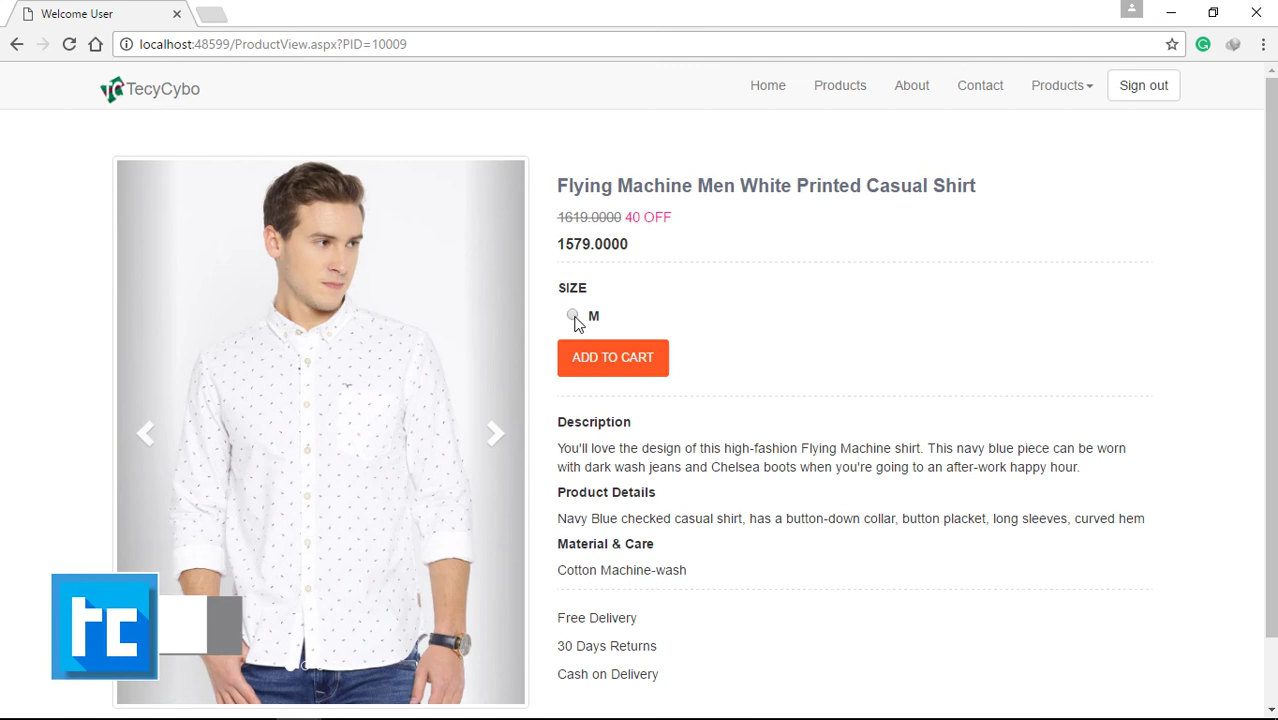 Welcome User
localhost:48599/ProductView.aspx?PID=10009
TecyCybo
Home Products About Contact Products Sign out
Flying Machine Men White Printed Casual Shirt
1619.0000 40 OFF
1579.0000
SIZE
M
ADD TO CART
Description
You'll love the design of this high-fashion Flying Machine shirt. This navy blue piece can be worn
with dark wash jeans and Chelsea boots when you're going to an after-work happy hour.
Product Details
Navy Blue checked casual shirt, has a button-down collar, button placket, long sleeves, curved hem
Material & Care
Cotton Machine-wash
Free Delivery
30 Days Returns
Cash on Delivery
tc